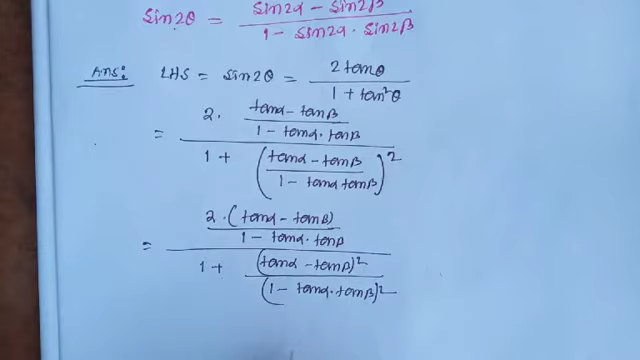 sin2θ = (sin2α - sin2β)/(1 - sin2α · sin2β)
Ans: LHS = sin2θ = (2tanθ)/(1 + tan²θ)
= (2 · (tanα - tanβ)/(1 - tanα · tanβ))/(1 + ((tanα - tanβ)/(1 - tanα tanβ))²)
= (2 · (tanα - tanβ)/(1 - tanα · tanβ))/(1 + (tanα - tanβ)²/(1 - tanα · tanβ)²)